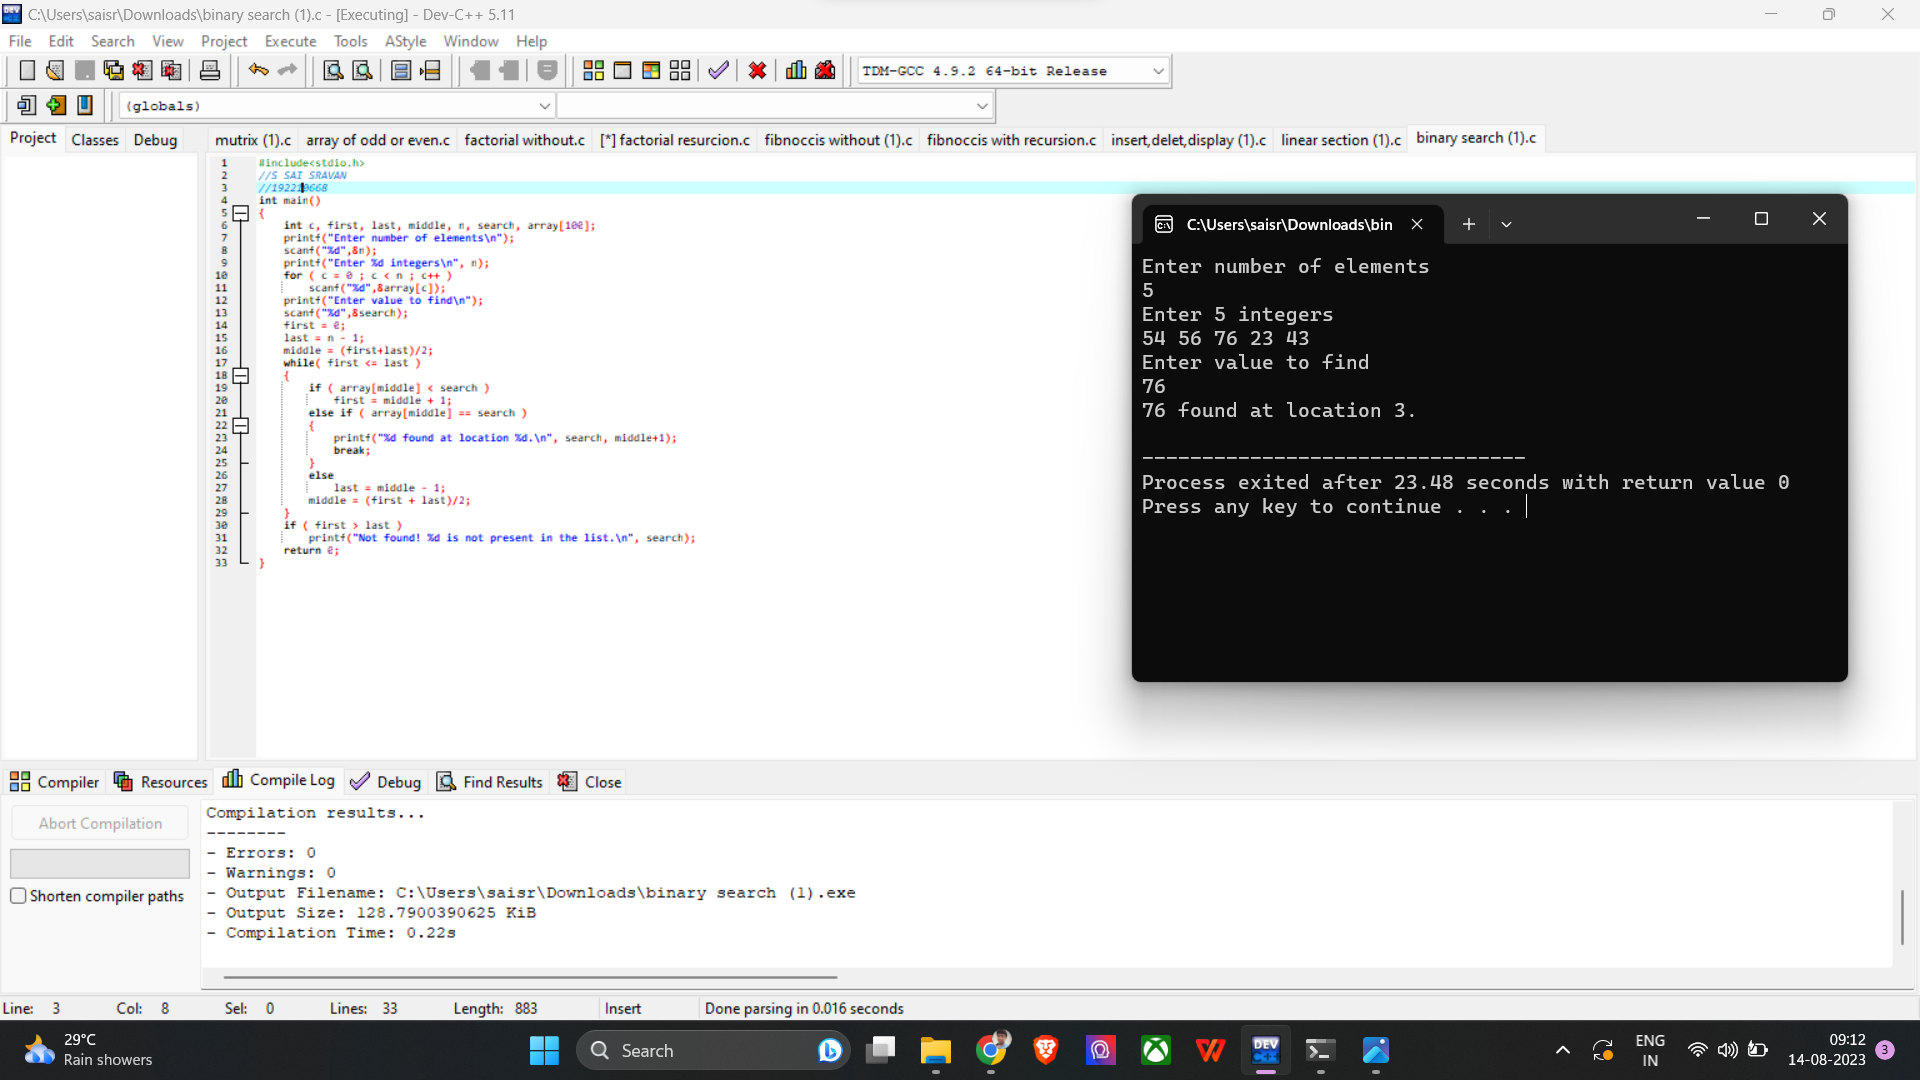 C:\Users\saisr\Downloads\binary search (1).c - [Executing] - Dev-C++ 5.11
File Edit Search View Project Execute Tools AStyle Window Help
TDM-GCC 4.9.2 64-bit Release
(globals)
Project Classes Debug
mutrix (1).c array of odd or even.c factorial without.c [*] factorial resurcion.c fibnoccis without (1).c fibnoccis with recursion.c insert,delet,display (1).c linear section (1).c binary search (1).c
1 #include<stdio.h>
2 //S SAI SRAVAN
3 //192210668
4 int main()
5 {
6 int c, first, last, middle, n, search, array[100];
7 printf("Enter number of elements\n");
8 scanf("%d",&n);
9 printf("Enter %d integers\n", n);
10 for ( c = 0 ; c < n ; c++ )
11 scanf("%d",&array[c]);
12 printf("Enter value to find\n");
13 scanf("%d",&search);
14 first = 0;
15 last = n - 1;
16 middle = (first+last)/2;
17 while( first <= last )
18 {
19 if ( array[middle] < search )
20 first = middle + 1;
21 else if ( array[middle] == search )
22 {
23 printf("%d found at location %d.\n", search, middle+1);
24 break;
25 }
26 else
27 last = middle - 1;
28 middle = (first + last)/2;
29 }
30 if ( first > last )
31 printf("Not found! %d is not present in the list.\n", search);
32 return 0;
33 }
C:\Users\saisr\Downloads\bin
Enter number of elements
5
Enter 5 integers
54 56 76 23 43
Enter value to find
76
76 found at location 3.
--------------------------------
Process exited after 23.48 seconds with return value 0
Press any key to continue . . .
Compiler Resources Compile Log Debug Find Results Close
Abort Compilation
Shorten compiler paths
Compilation results...
--------
- Errors: 0
- Warnings: 0
- Output Filename: C:\Users\saisr\Downloads\binary search (1).exe
- Output Size: 128.7900390625 KiB
- Compilation Time: 0.22s
Line: 3 Col: 8 Sel: 0 Lines: 33 Length: 883 Insert Done parsing in 0.016 seconds
29°C
Rain showers
Search
DEV
C++
ENG
IN
09:12
14-08-2023
3